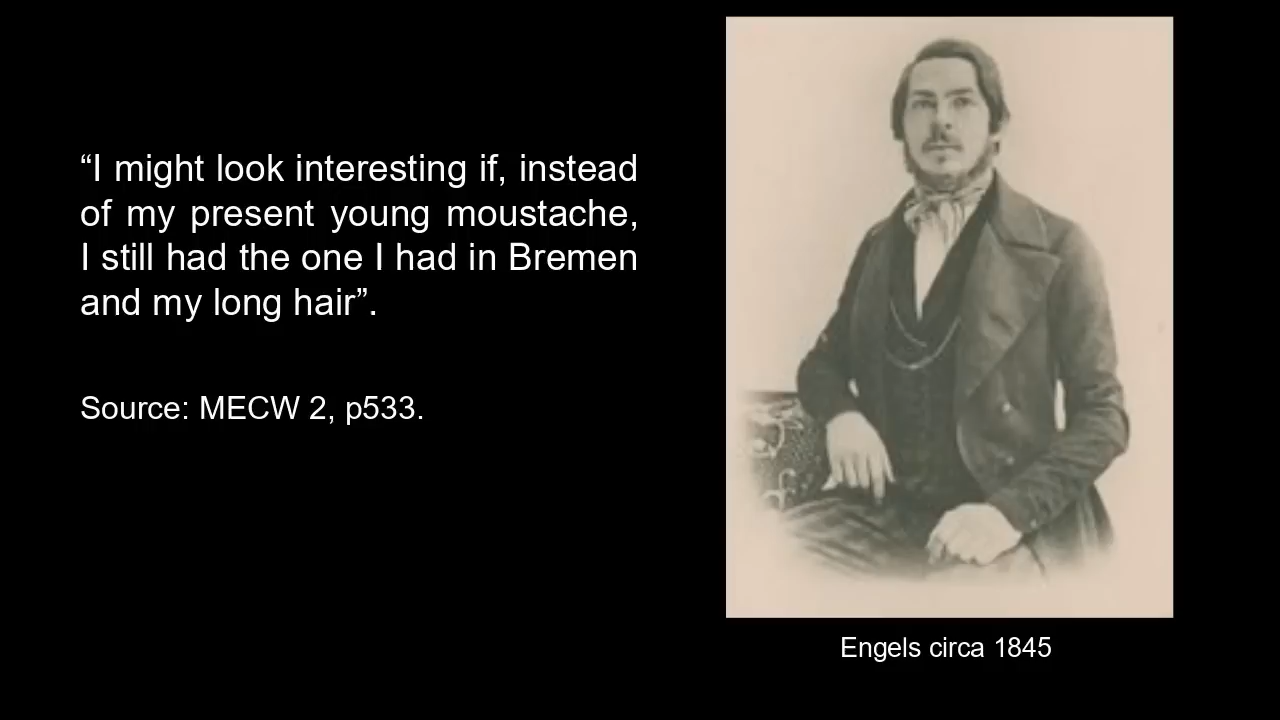 “I might look interesting if, instead
of my present young moustache,
I still had the one I had in Bremen
and my long hair”.
Source: MECW 2, p533.
Engels circa 1845